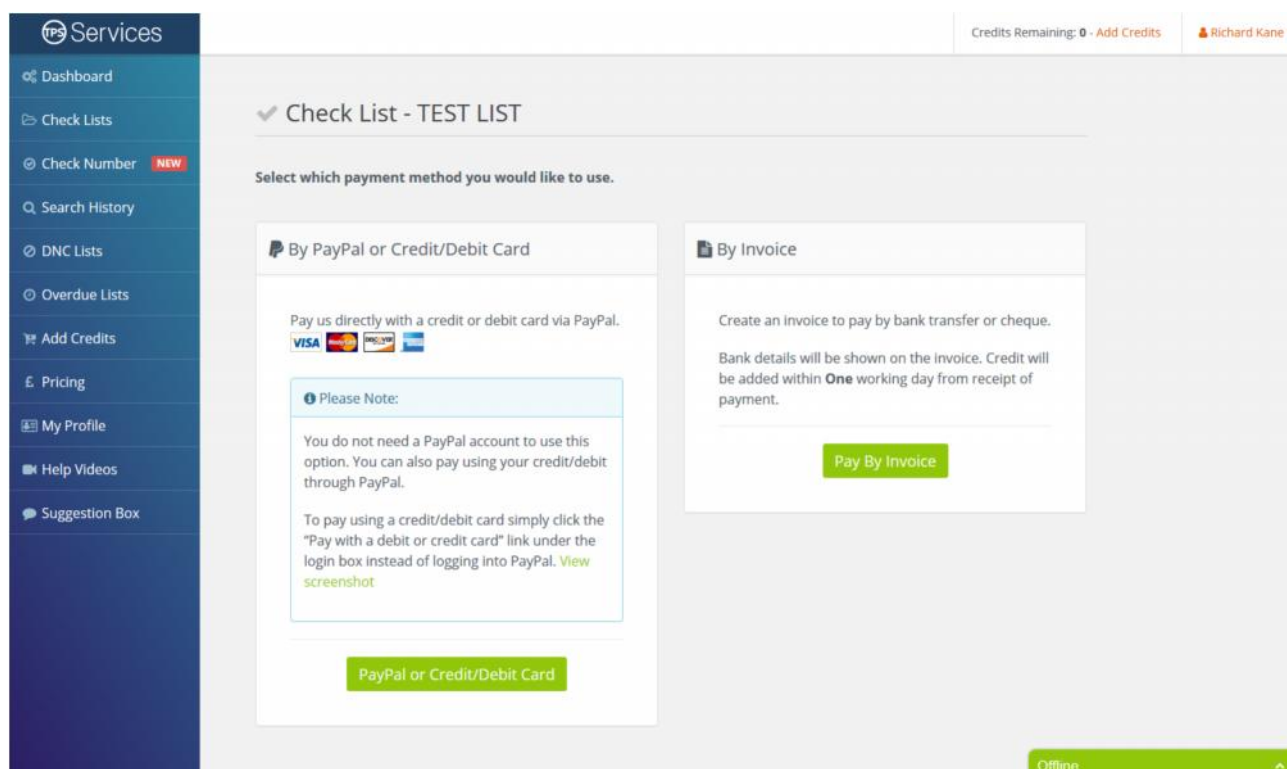 TPS Services
Credits Remaining: 0 - Add Credits
Richard Kane
Dashboard
Check Lists
Check Number NEW
Search History
DNC Lists
Overdue Lists
Add Credits
£ Pricing
My Profile
Help Videos
Suggestion Box
Check List - TEST LIST
Select which payment method you would like to use.
By PayPal or Credit/Debit Card
Pay us directly with a credit or debit card via PayPal.
VISA MasterCard DISCOVER
Please Note:
You do not need a PayPal account to use this
option. You can also pay using your credit/debit
through PayPal.
To pay using a credit/debit card simply click the
"Pay with a debit or credit card" link under the
login box instead of logging into PayPal. View
screenshot
PayPal or Credit/Debit Card
By Invoice
Create an invoice to pay by bank transfer or cheque.
Bank details will be shown on the invoice. Credit will
be added within One working day from receipt of
payment.
Pay By Invoice
Offline